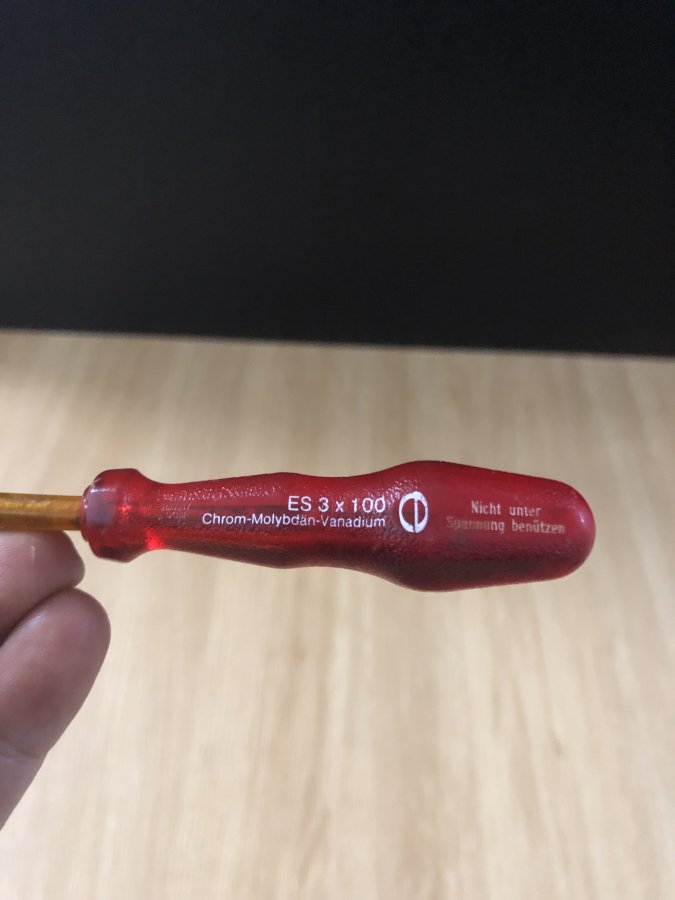 ES 3 x 100
Chrom-Molybdän-Vanadium
Nicht unter
Spannung benützen